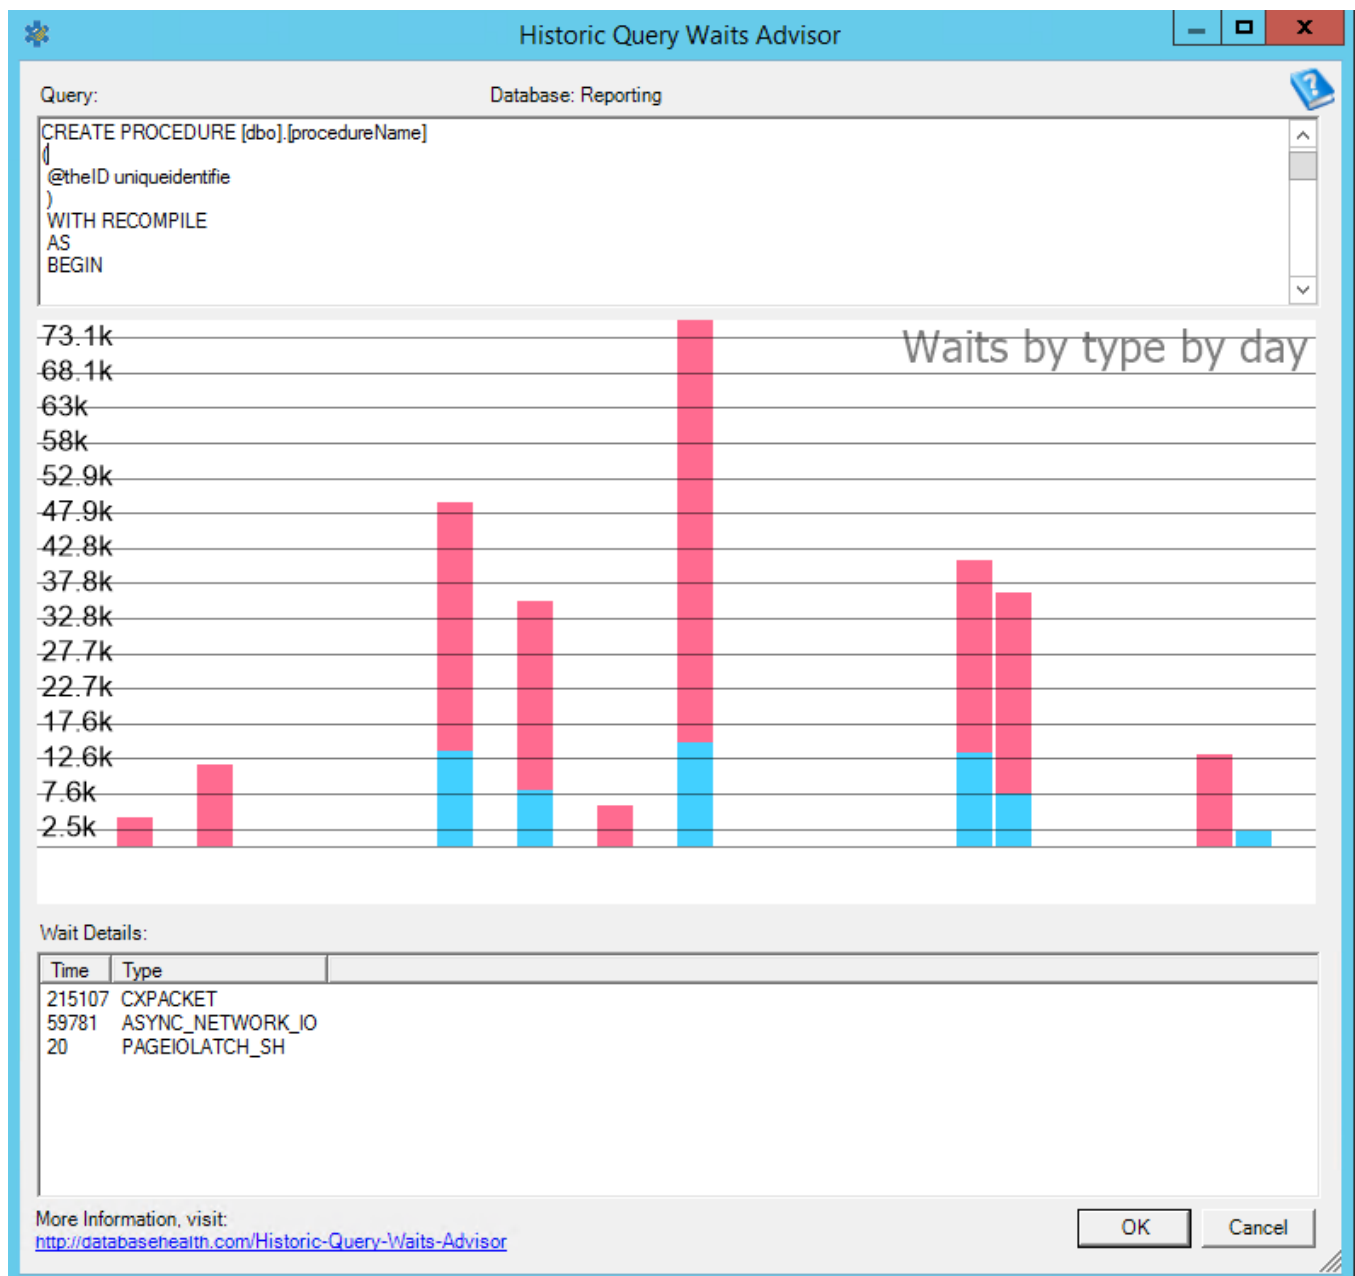 Historic Query Waits Advisor
Query:
Database: Reporting
CREATE PROCEDURE [dbo].[procedureName]
(
@theID uniqueidentifie
)
WITH RECOMPILE
AS
BEGIN
Waits by type by day
73.1k
68.1k
63k
58k
52.9k
47.9k
42.8k
37.8k
32.8k
27.7k
22.7k
17.6k
12.6k
7.6k
2.5k
Wait Details:
Time Type
215107 CXPACKET
59781 ASYNC_NETWORK_IO
20 PAGEIOLATCH_SH
More Information, visit:
http://databasehealth.com/Historic-Query-Waits-Advisor
OK
Cancel